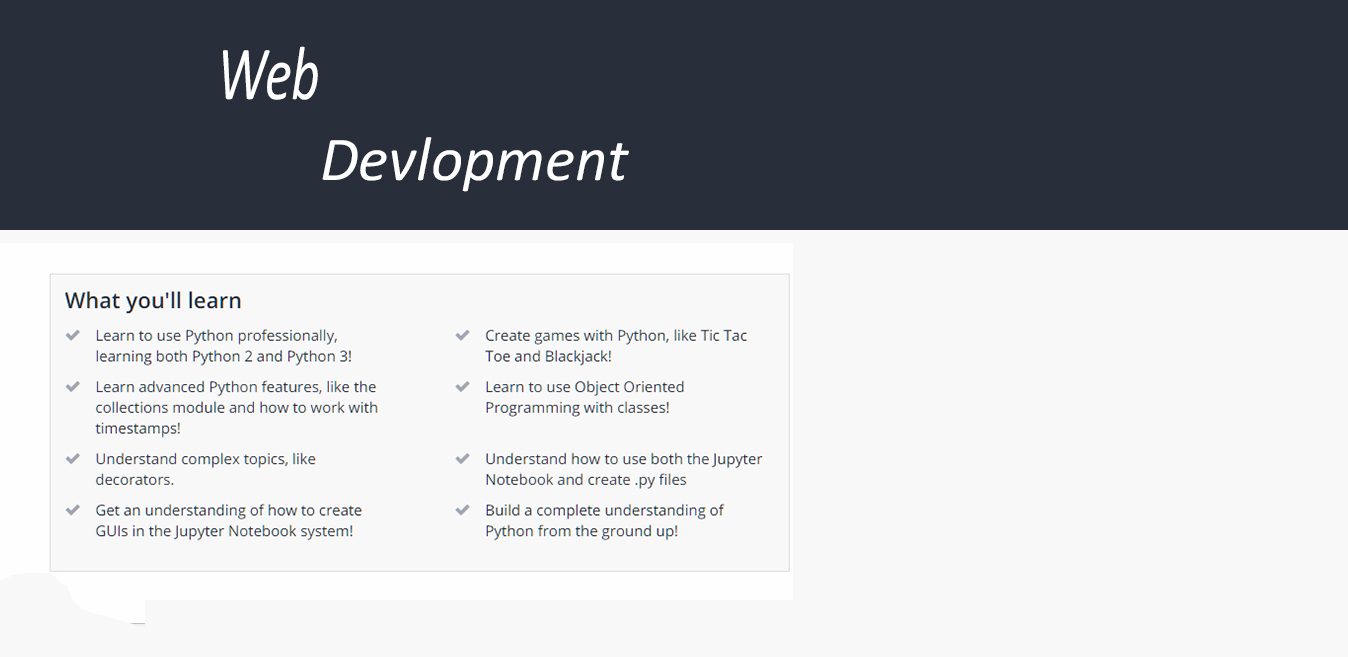 Web
Devlopment
What you'll learn
Learn to use Python professionally,
learning both Python 2 and Python 3!
Learn advanced Python features, like the
collections module and how to work with
timestamps!
Understand complex topics, like
decorators.
Get an understanding of how to create
GUIs in the Jupyter Notebook system!
Create games with Python, like Tic Tac
Toe and Blackjack!
Learn to use Object Oriented
Programming with classes!
Understand how to use both the Jupyter
Notebook and create .py files
Build a complete understanding of
Python from the ground up!